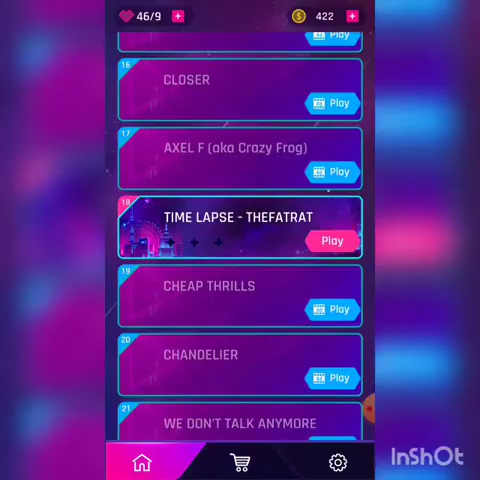 46/9
422
Play
16
CLOSER
Play
17
AXEL F (aka Crazy Frog)
Play
18
TIME LAPSE - THEFATRAT
Play
19
CHEAP THRILLS
Play
20
CHANDELIER
Play
21
WE DON'T TALK ANYMORE
InShOt